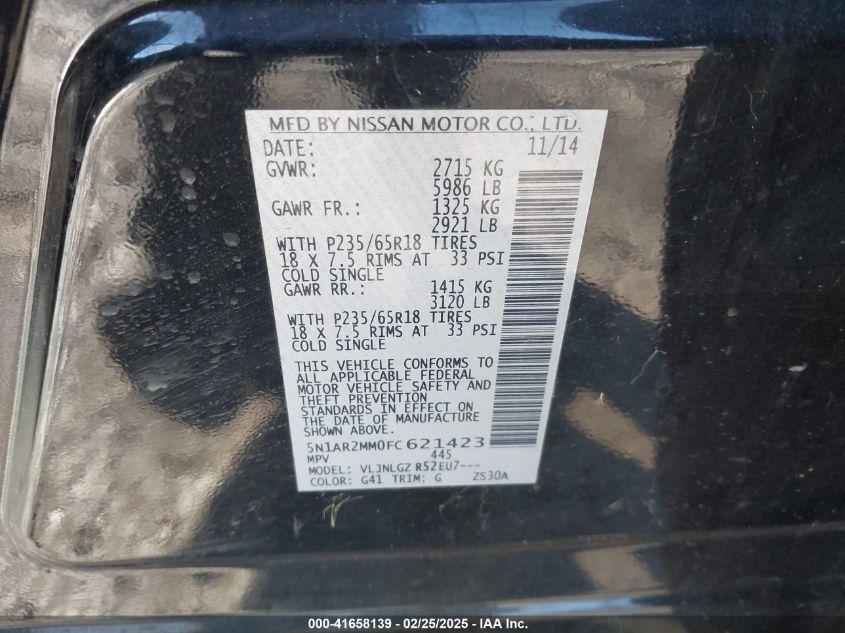 MFD BY NISSAN MOTOR CO., LTD.
DATE: 11/14
GVWR: 2715 KG
5986 LB
GAWR FR.: 1325 KG
2921 LB
WITH P235/65R18 TIRES
18 X 7.5 RIMS AT 33 PSI
COLD SINGLE
GAWR RR.: 1415 KG
3120 LB
WITH P235/65R18 TIRES
18 X 7.5 RIMS AT 33 PSI
COLD SINGLE
THIS VEHICLE CONFORMS TO
ALL APPLICABLE FEDERAL
MOTOR VEHICLE SAFETY AND
THEFT PREVENTION
STANDARDS IN EFFECT ON
THE DATE OF MANUFACTURE
SHOWN ABOVE.
5N1AR2MM0FC621423
MPV 445
MODEL: VLJNLGZ R52EU7---
COLOR: G41 TRIM: G ZS30A
000-41658139 - 02/25/2025 - IAA Inc.